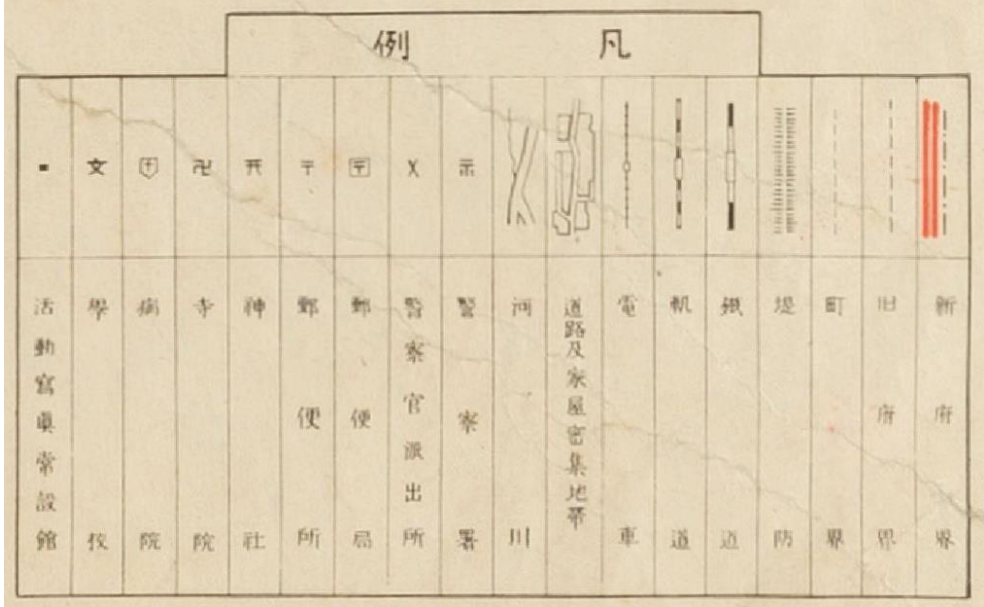 凡例
新府界
旧府界
町界
堤防
鐵道
軌道
電車
道路及家屋密集地帯
河川
警察署
警察官派出所
郵便局
郵便所
神社
寺院
病院
學校
活動寫眞常設館